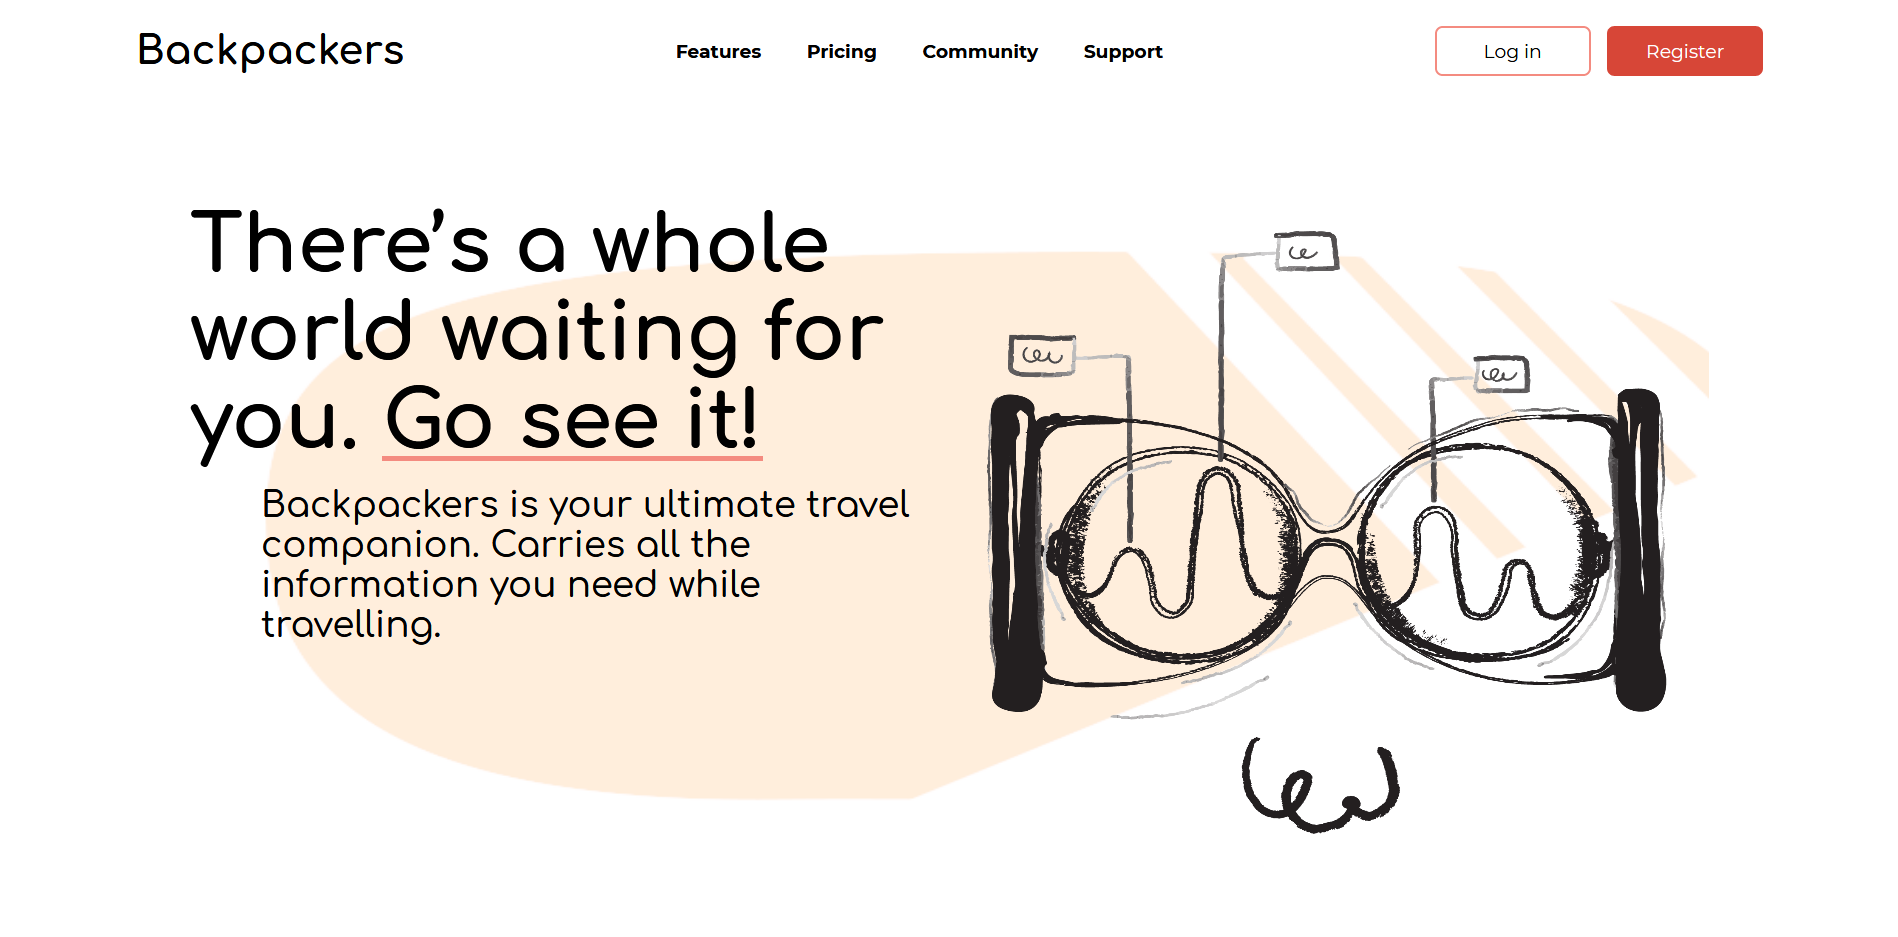 Backpackers
Features Pricing Community Support
Log in Register
There’s a whole
world waiting for
you. Go see it!
Backpackers is your ultimate travel
companion. Carries all the
information you need while
travelling.